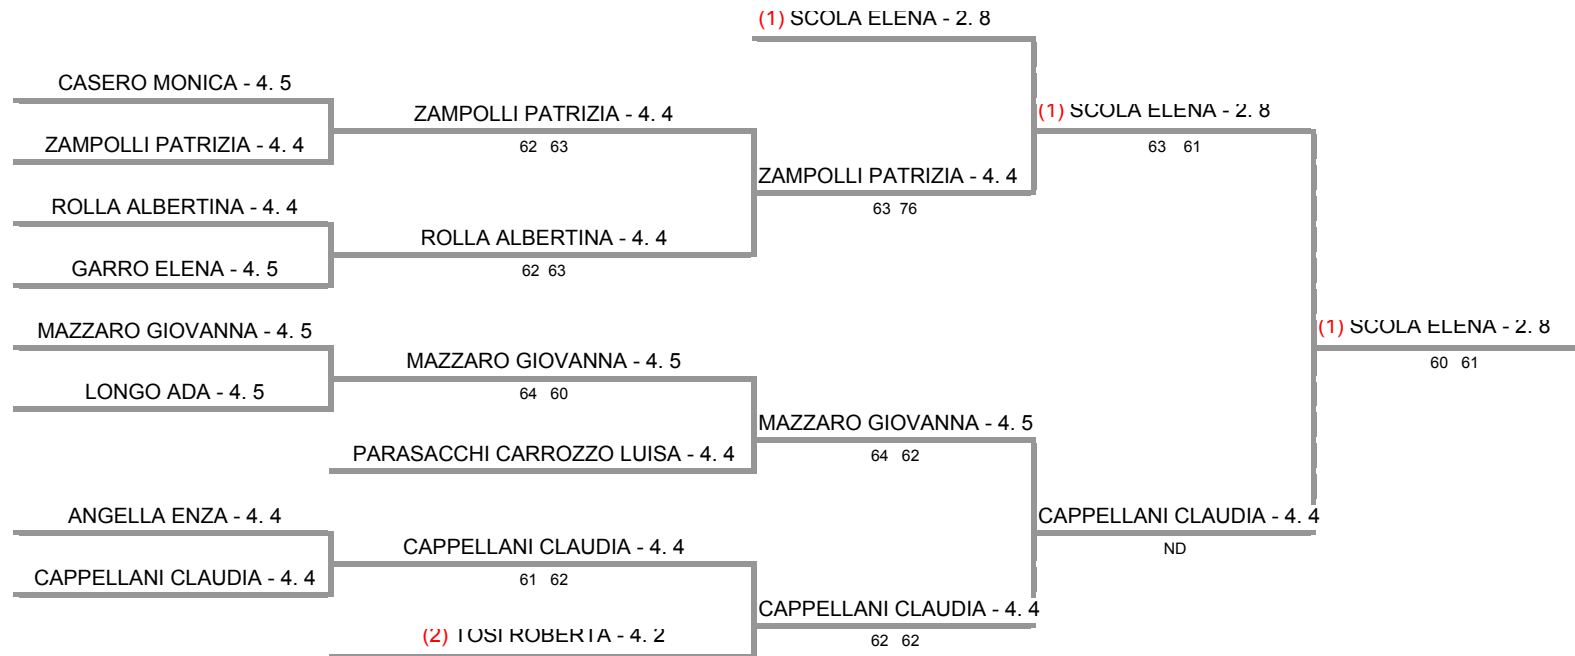 (1) SCOLA ELENA - 2. 8
CASERO MONICA - 4. 5
ZAMPOLLI PATRIZIA - 4. 4
(1) SCOLA ELENA - 2. 8
ZAMPOLLI PATRIZIA - 4. 4
62 63
63 61
ZAMPOLLI PATRIZIA - 4. 4
ROLLA ALBERTINA - 4. 4
63 76
ROLLA ALBERTINA - 4. 4
GARRO ELENA - 4. 5
62 63
MAZZARO GIOVANNA - 4. 5
(1) SCOLA ELENA - 2. 8
MAZZARO GIOVANNA - 4. 5
60 61
LONGO ADA - 4. 5
64 60
MAZZARO GIOVANNA - 4. 5
PARASACCHI CARROZZO LUISA - 4. 4
64 62
ANGELLA ENZA - 4. 4
CAPPELLANI CLAUDIA - 4. 4
CAPPELLANI CLAUDIA - 4. 4
ND
CAPPELLANI CLAUDIA - 4. 4
61 62
CAPPELLANI CLAUDIA - 4. 4
(2) TOSI ROBERTA - 4. 2
62 62